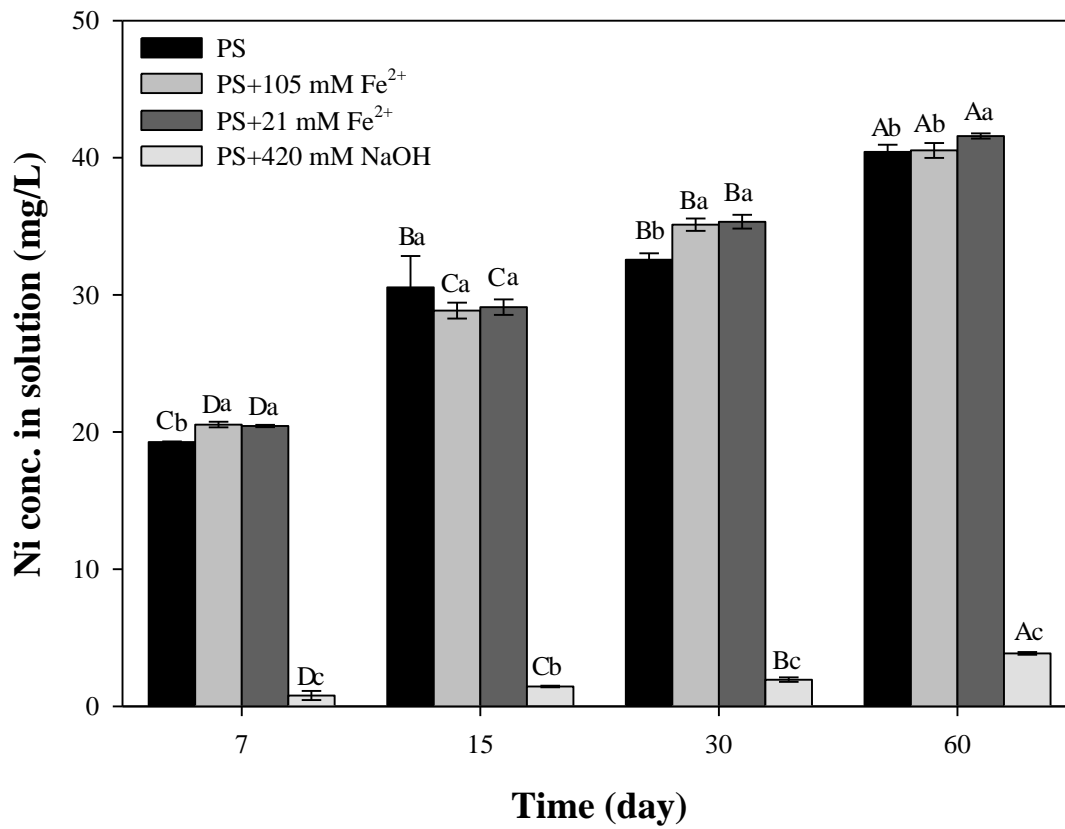 50
40
30
20
10
0
Ni conc. in solution (mg/L)
PS
PS+105 mM Fe²⁺
PS+21 mM Fe²⁺
PS+420 mM NaOH
Cb
Da
Da
Dc
Ba
Ca
Ca
Cb
Bb
Ba
Ba
Bc
Ab
Ab
Aa
Ac
7
15
30
60
Time (day)